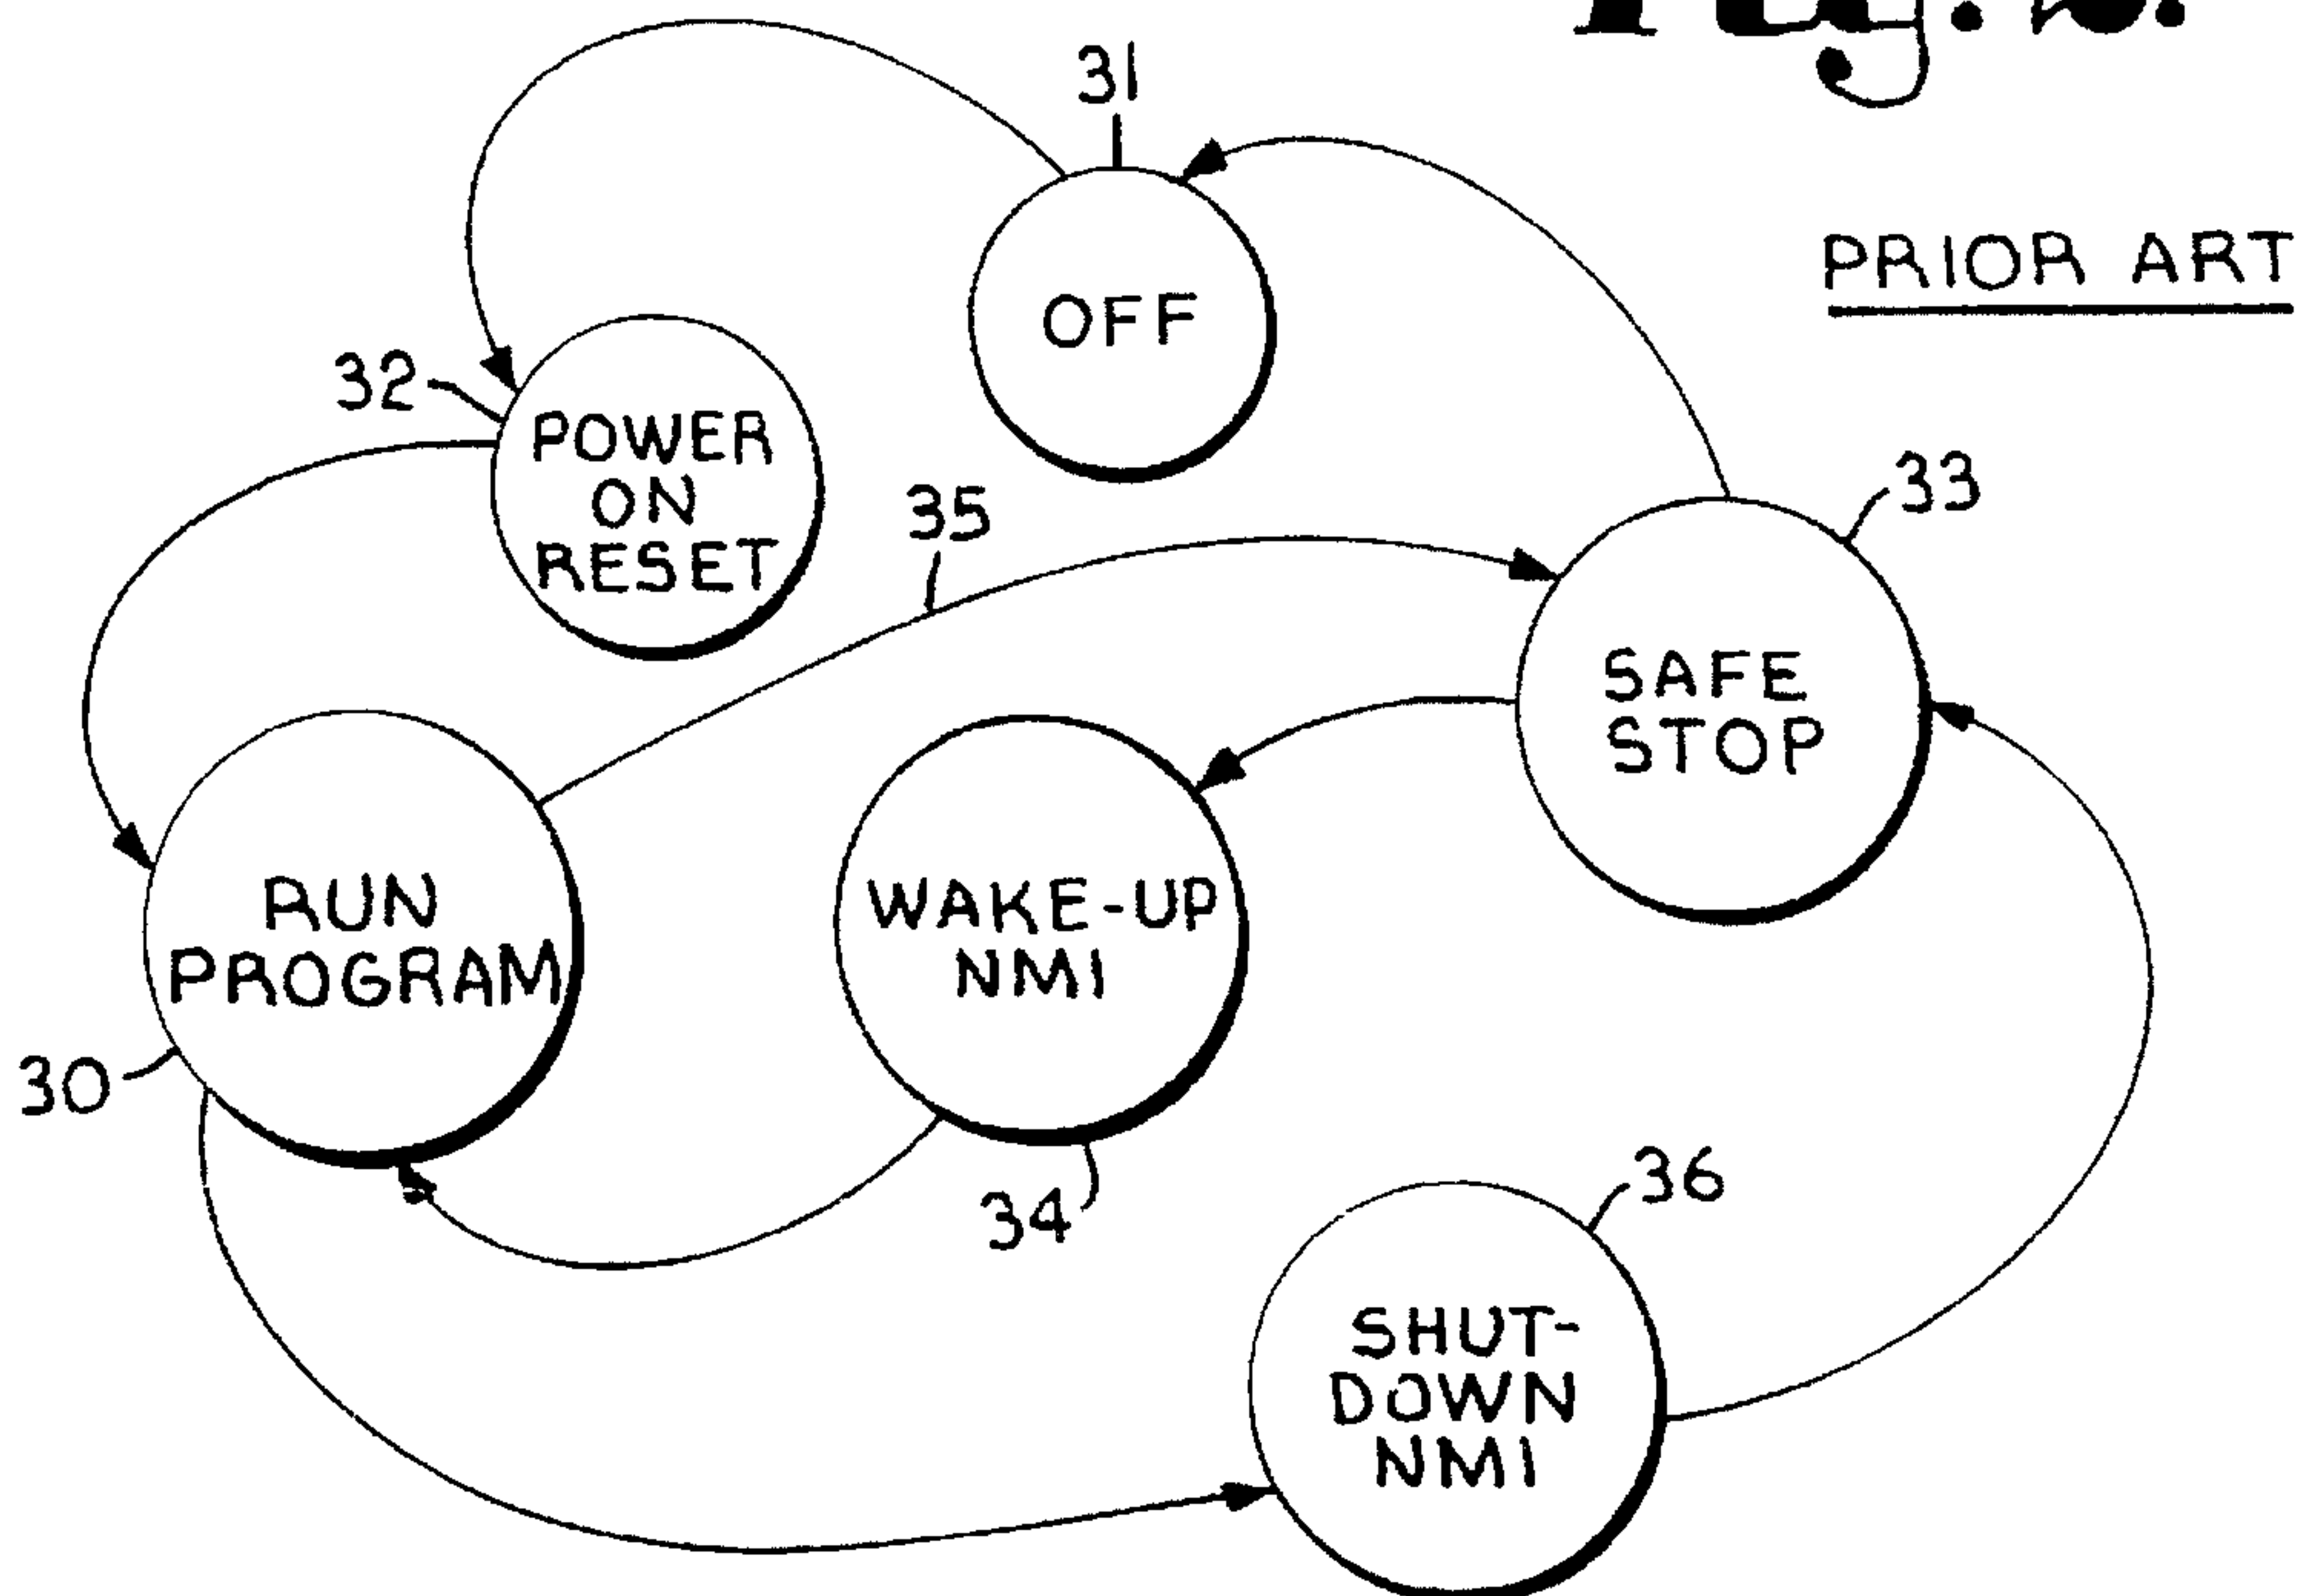 31
PRIOR ART
OFF
32
POWER
ON
RESET
35
33
SAFE
STOP
RUN
PROGRAM
WAKE-UP
NMI
30
34
36
SHUT-
DOWN
NMI